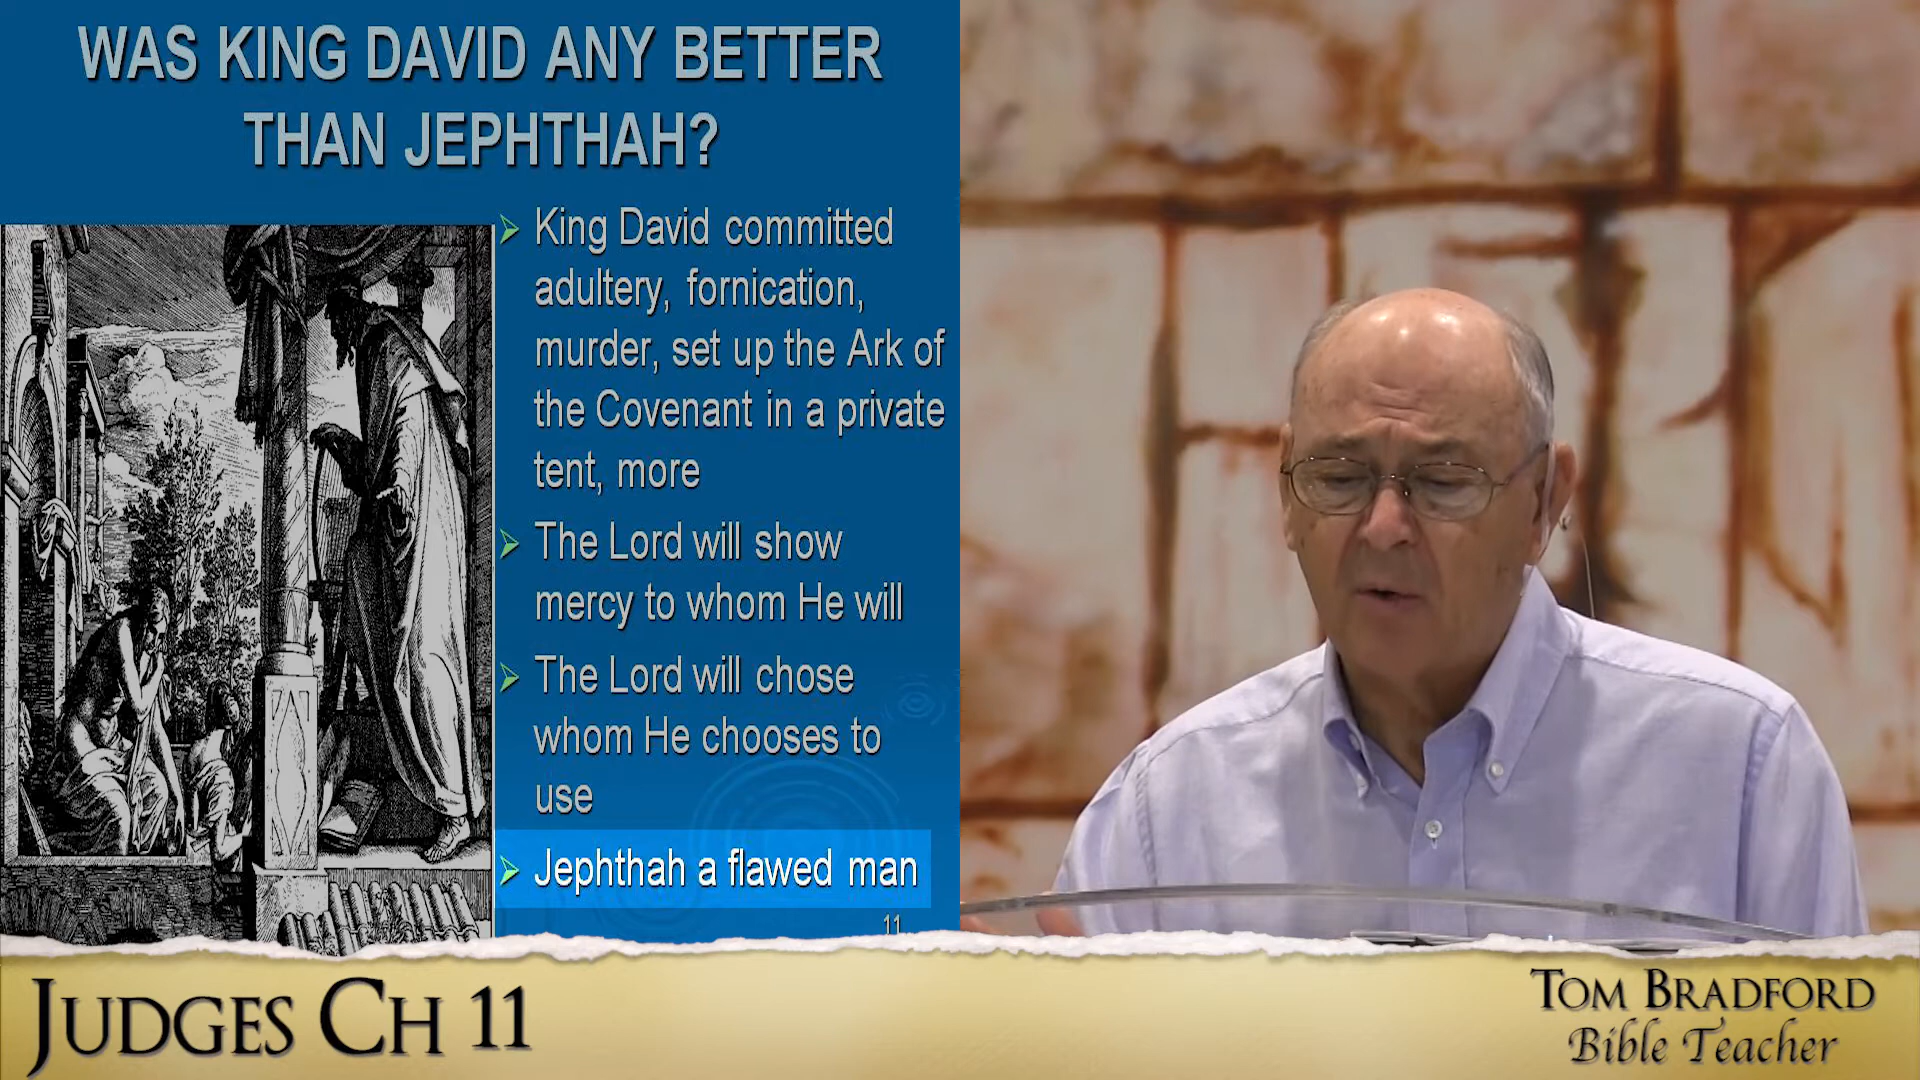 WAS KING DAVID ANY BETTER
THAN JEPHTHAH?
King David committed
adultery, fornication,
murder, set up the Ark of
the Covenant in a private
tent, more
The Lord will show
mercy to whom He will
The Lord will chose
whom He chooses to
use
Jephthah a flawed man
11
JUDGES CH 11
TOM BRADFORD
Bible Teacher